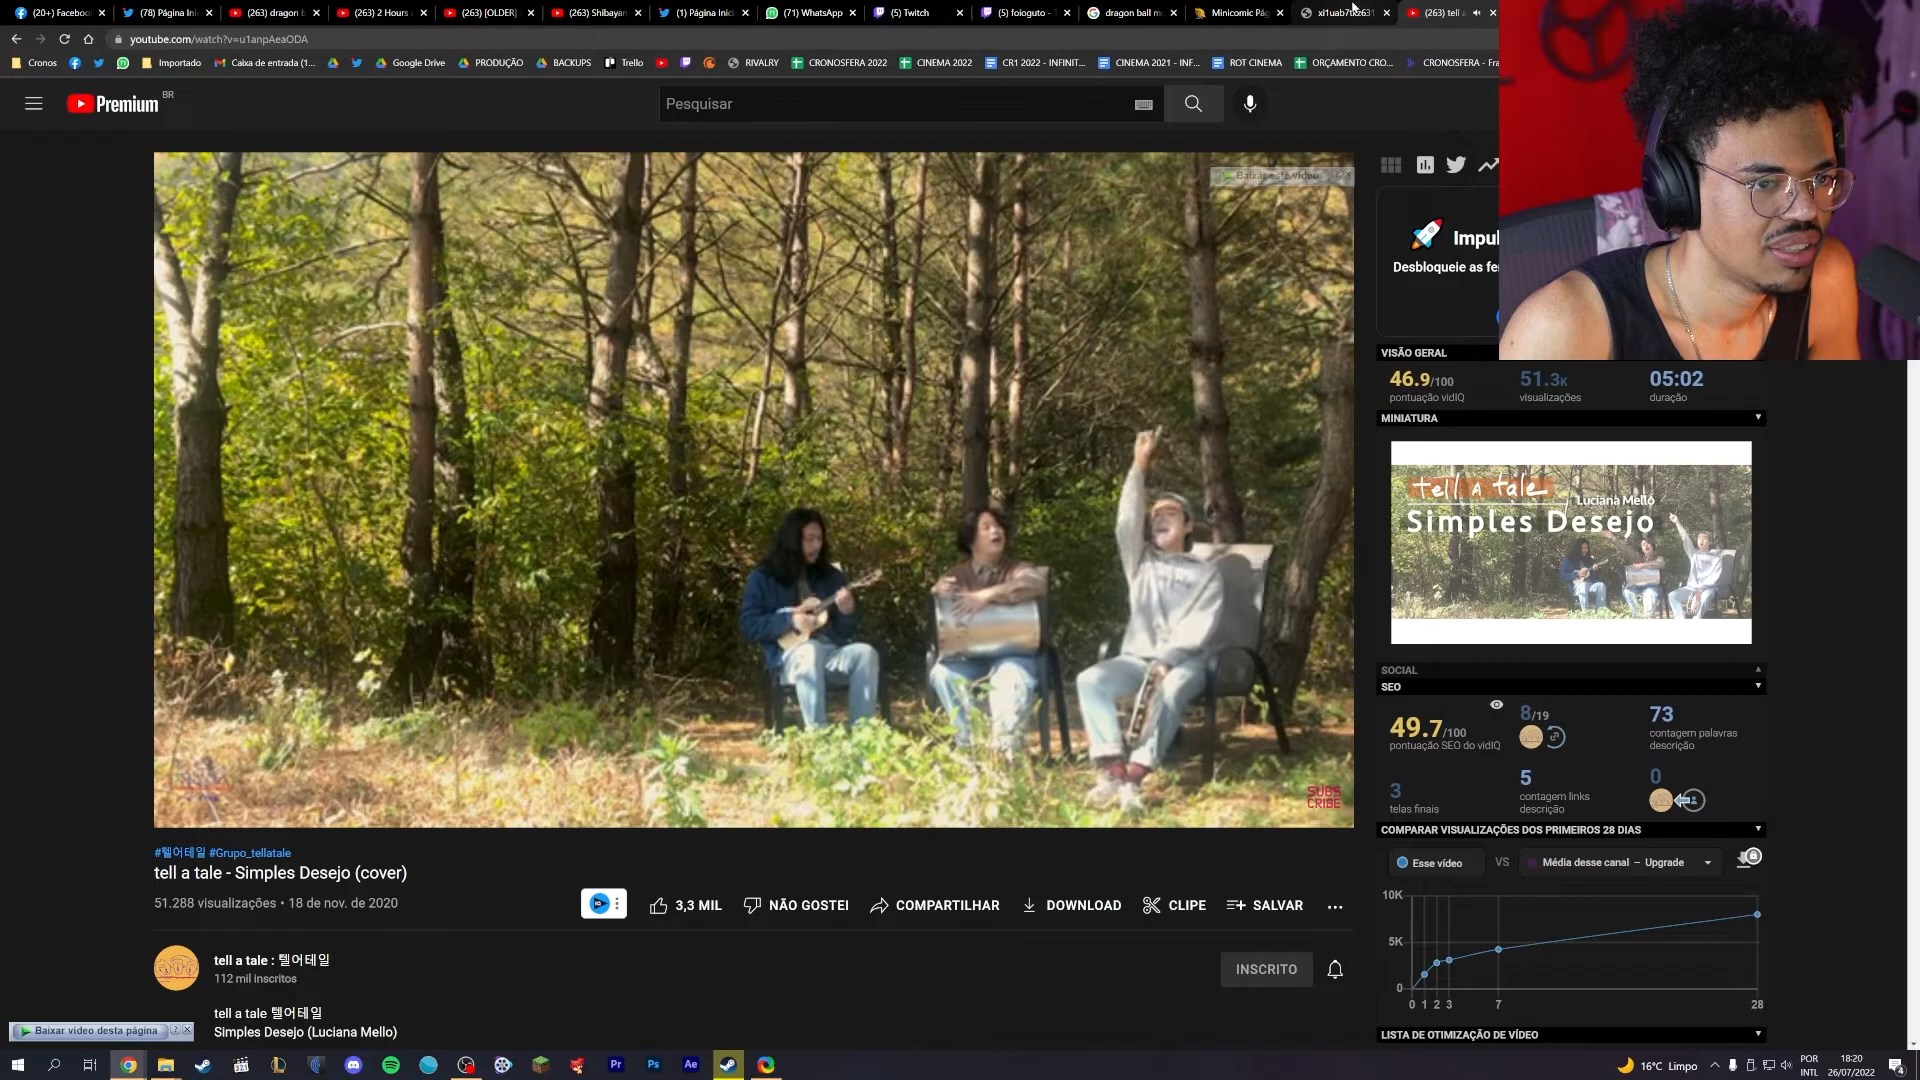 (20+) Facebook
(78) Página Ini
(263) dragon b
(263) 2 Hours
(263) [OLDER]
(263) Shibayan
(1) Página Inici
(71) WhatsApp
(5) Twitch
(5) fologuto - T
dragon ball m
Minicomic Pág
xi1uab7tkz631
(263) tell a
youtube.com/watch?v=u1anpAeaODA
Cronos
Importado
Caixa de entrada (1...
Google Drive
PRODUÇÃO
BACKUPS
Trello
RIVALRY
CRONOSFERA 2022
CINEMA 2022
CR1 2022 - INFINIT...
CINEMA 2021 - INF...
ROT CINEMA
ORÇAMENTO CRO...
CRONOSFERA - Fra
Premium BR
Pesquisar
Baixar este vídeo
Impul
Desbloqueie as fer
VISÃO GERAL
46.9/100 51.3K 05:02
pontuação vidIQ visualizações duração
MINIATURA
tell A tale
Luciana Mello
Simples Desejo
SOCIAL
SEO
49.7/100 8/19 73
pontuação SEO do vidIQ
contagem palavras
descrição
3 5 0
telas finais
contagem links
descrição
COMPARAR VISUALIZAÇÕES DOS PRIMEIROS 28 DIAS
Esse vídeo VS Média desse canal – Upgrade
10K
5K
0
0 1 2 3 7 28
LISTA DE OTIMIZAÇÃO DE VÍDEO
SUBS
CRIBE
#텔어테일 #Grupo_tellatale
tell a tale - Simples Desejo (cover)
51.288 visualizações • 18 de nov. de 2020
3,3 MIL NÃO GOSTEI COMPARTILHAR DOWNLOAD CLIPE SALVAR
tell a tale : 텔어테일
112 mil inscritos
INSCRITO
tell a tale 텔어테일
Simples Desejo (Luciana Mello)
Baixar vídeo desta página
Pr Ps Ae
16°C Limpo
POR
INTL
18:20
26/07/2022